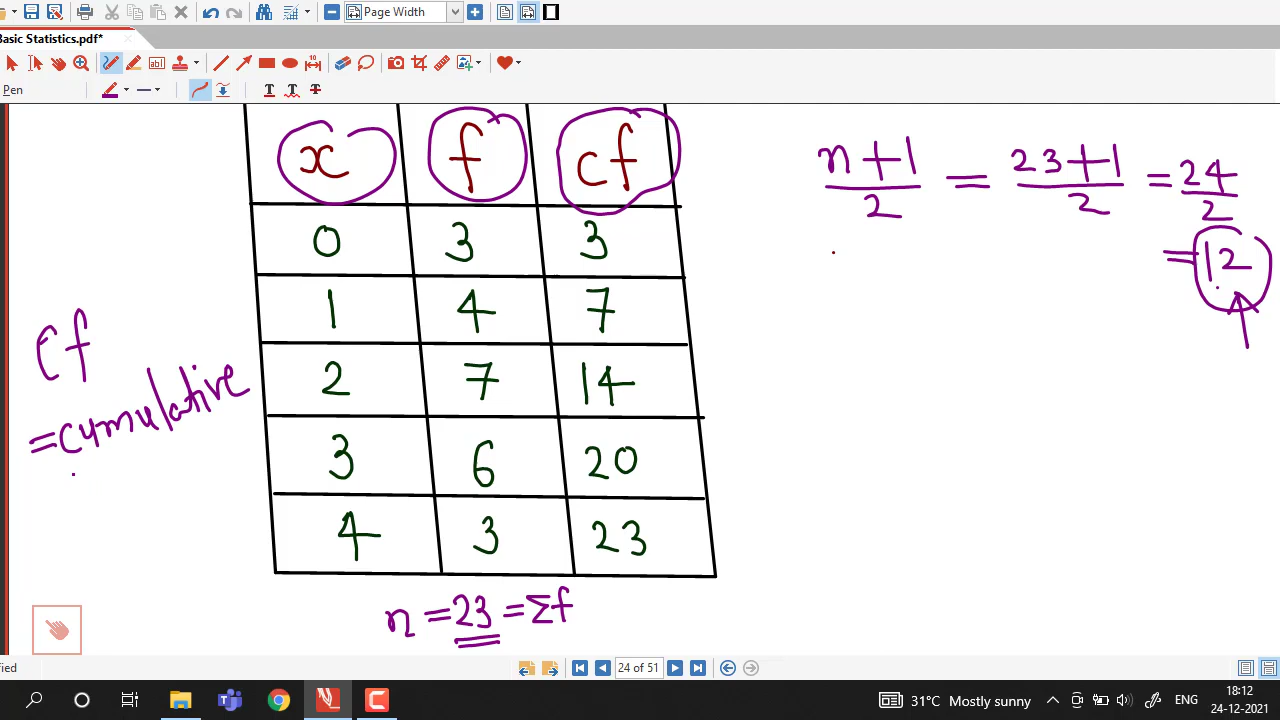 Page Width
Basic Statistics.pdf*
10
Pen
x f cf
0 3 3
1 4 7
2 7 14
3 6 20
4 3 23
n = 23 = Σf
cf
= cumulative
n + 1 / 2 = 23 + 1 / 2 = 24 / 2
= 12
fied
24 of 51
31°C Mostly sunny
ENG
18:12
24-12-2021